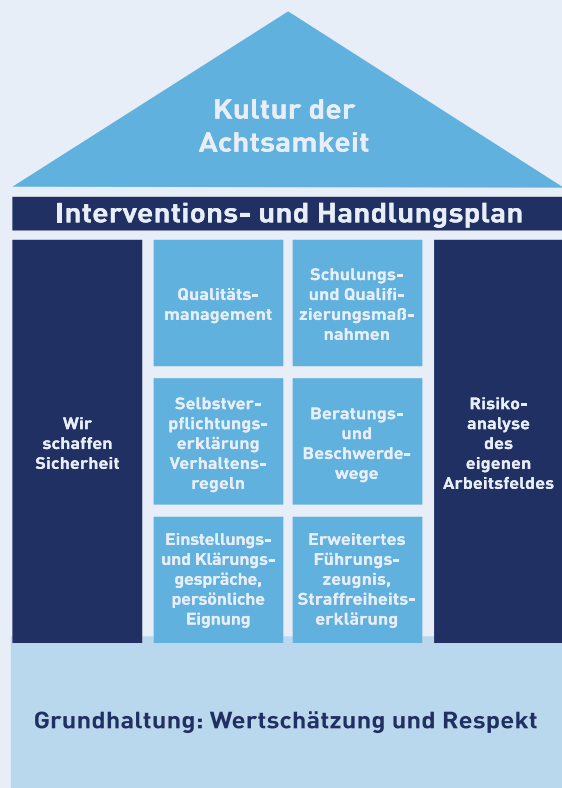 Kultur der
Achtsamkeit
Interventions- und Handlungsplan
Wir
schaffen
Sicherheit
Qualitäts-
management
Schulungs-
und Qualifi-
zierungsmaß-
nahmen
Selbstver-
pflichtungs-
erklärung
Verhaltens-
regeln
Beratungs-
und
Beschwerde-
wege
Einstellungs-
und Klärungs-
gespräche,
persönliche
Eignung
Erweitertes
Führungs-
zeugnis,
Straffreiheits-
erklärung
Risiko-
analyse
des
eigenen
Arbeitsfeldes
Grundhaltung: Wertschätzung und Respekt